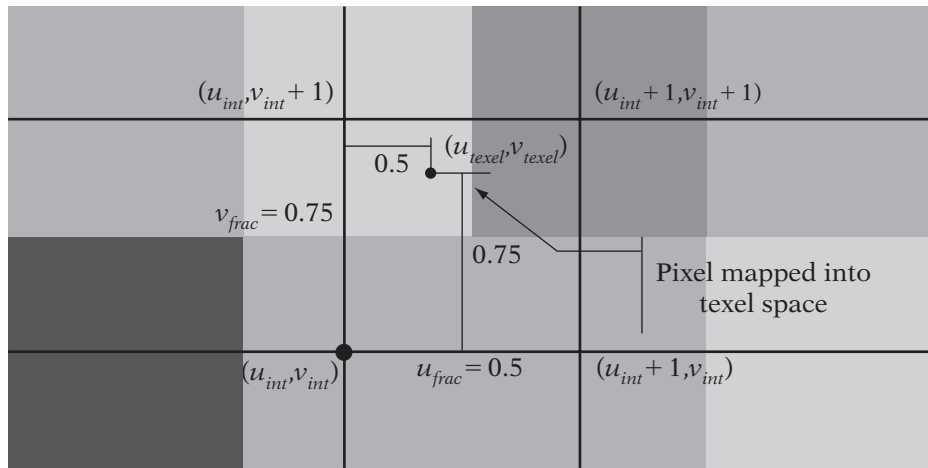 (u_int,v_int + 1)
(u_int + 1,v_int + 1)
(u_texel,v_texel)
0.5
v_frac = 0.75
0.75
Pixel mapped into
texel space
(u_int,v_int)
u_frac = 0.5
(u_int + 1,v_int)